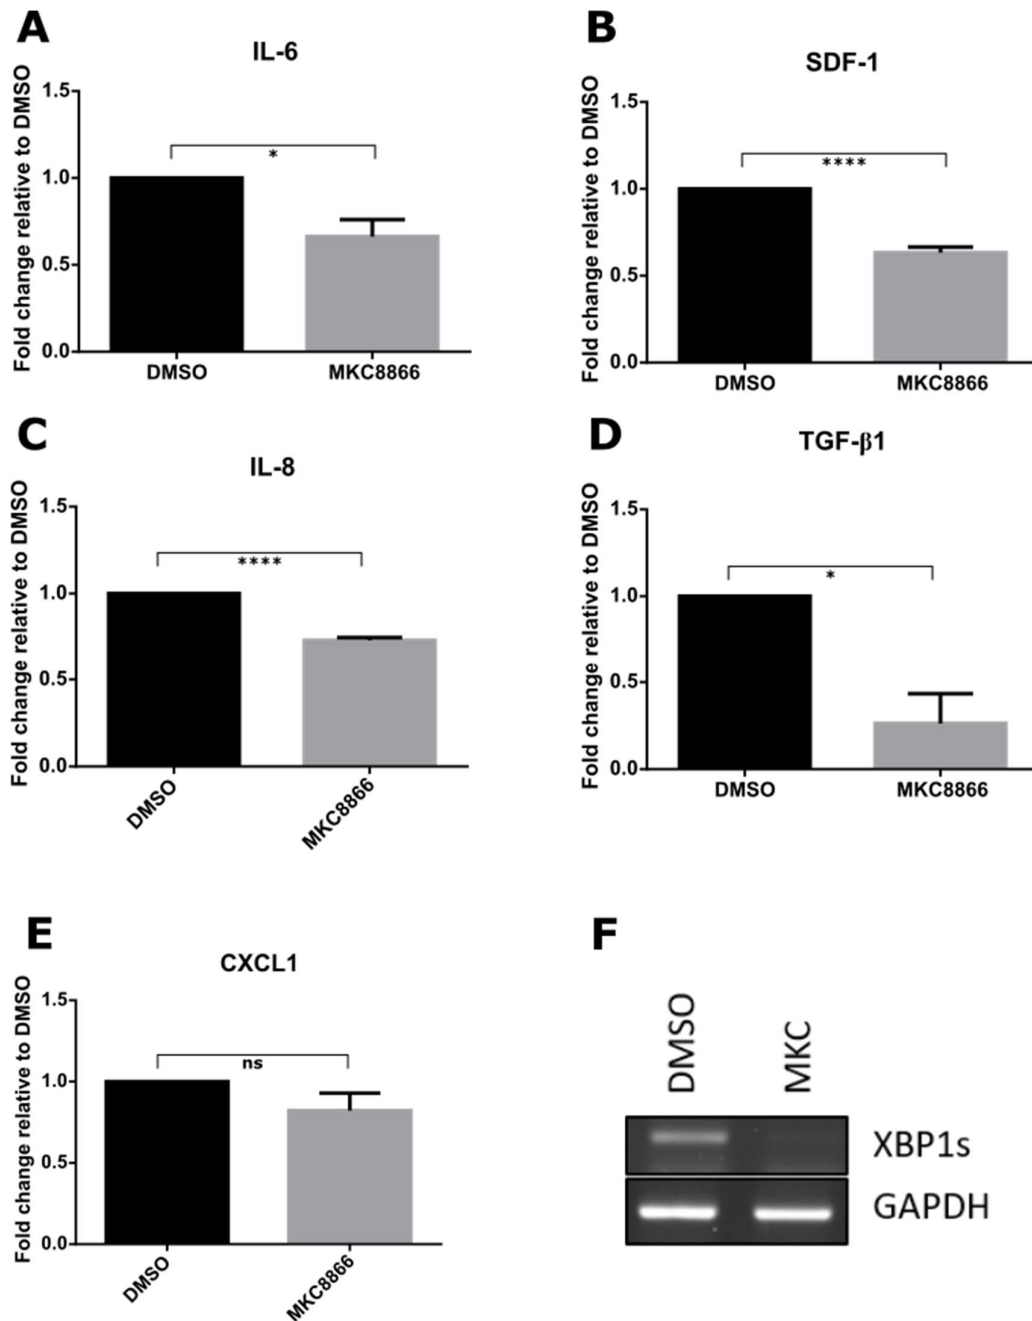 A
IL-6
Fold change relative to DMSO
1.5
1.0
0.5
0.0
*
DMSO MKC8866
B
SDF-1
Fold change relative to DMSO
1.5
1.0
0.5
0.0
****
DMSO MKC8866
C
IL-8
Fold change relative to DMSO
1.5
1.0
0.5
0.0
****
DMSO MKC8866
D
TGF-β1
Fold change relative to DMSO
1.5
1.0
0.5
0.0
*
DMSO MKC8866
E
CXCL1
Fold change relative to DMSO
1.5
1.0
0.5
0.0
ns
DMSO MKC8866
F
DMSO MKC
XBP1s
GAPDH